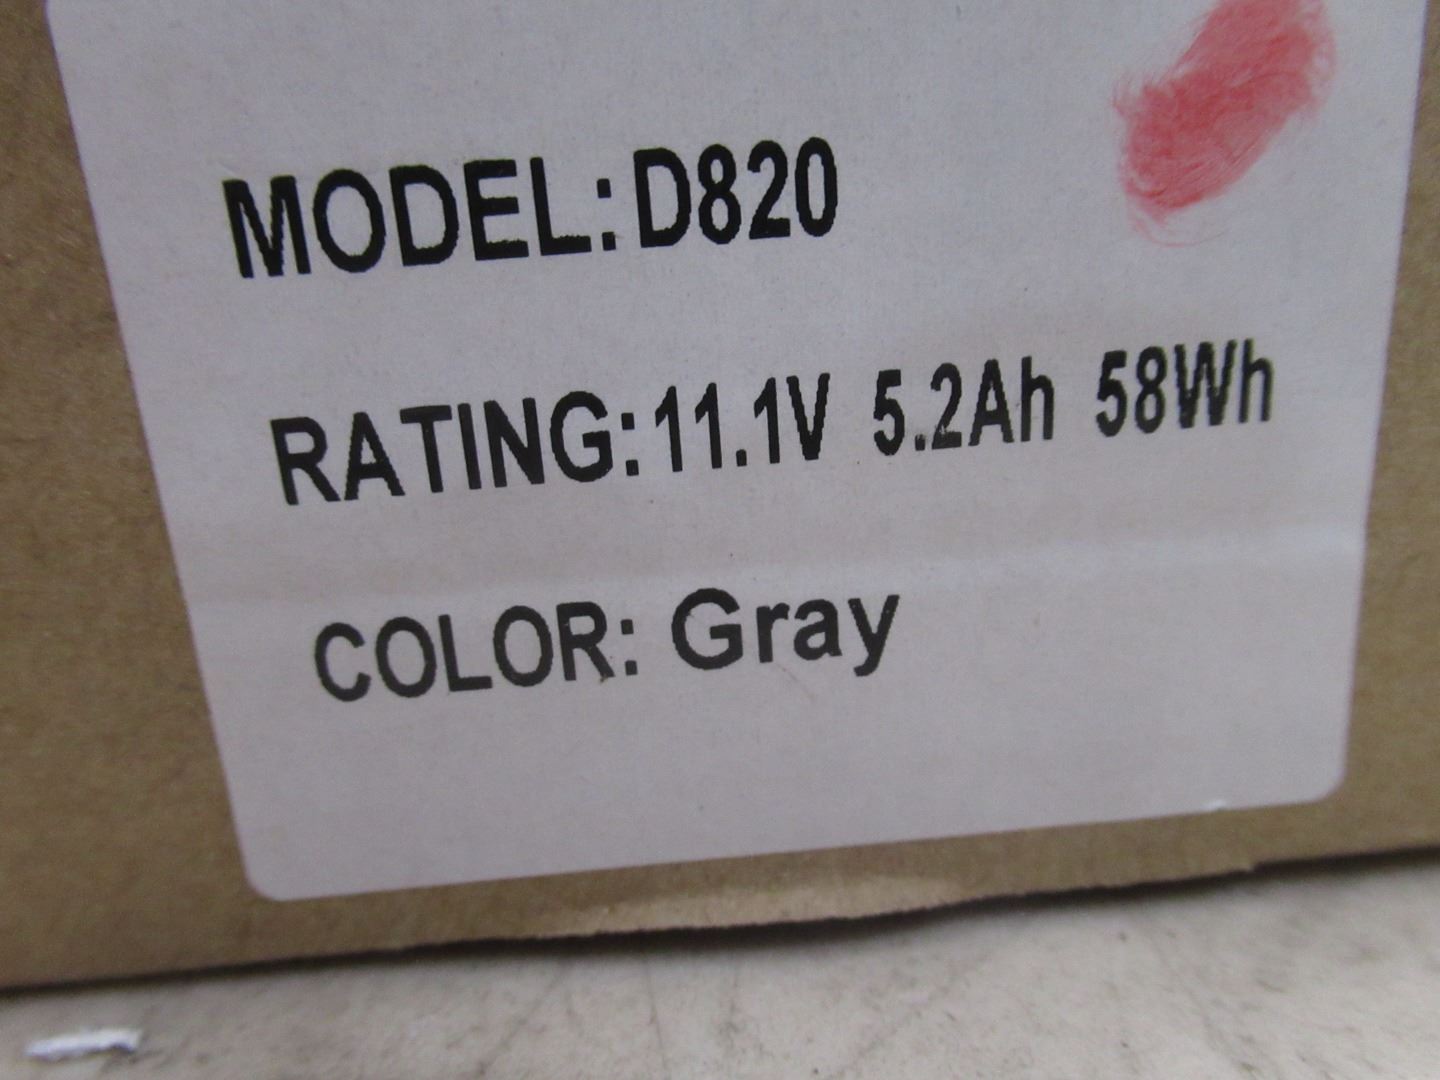 MODEL: D820
RATING: 11.1V 5.2Ah 58Wh
COLOR: Gray